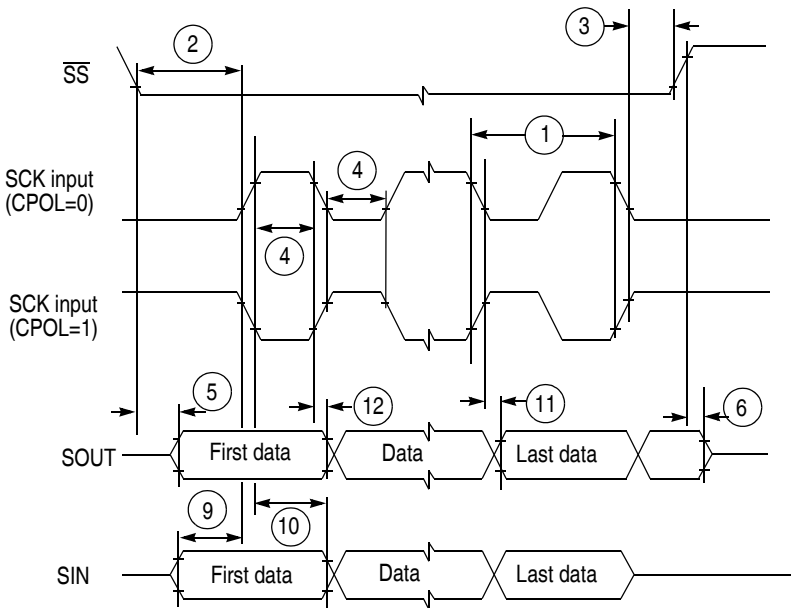 2
3
SS
1
SCK input
(CPOL=0)
4
4
SCK input
(CPOL=1)
5
12
11
6
SOUT
First data
Data
Last data
9
10
SIN
First data
Data
Last data